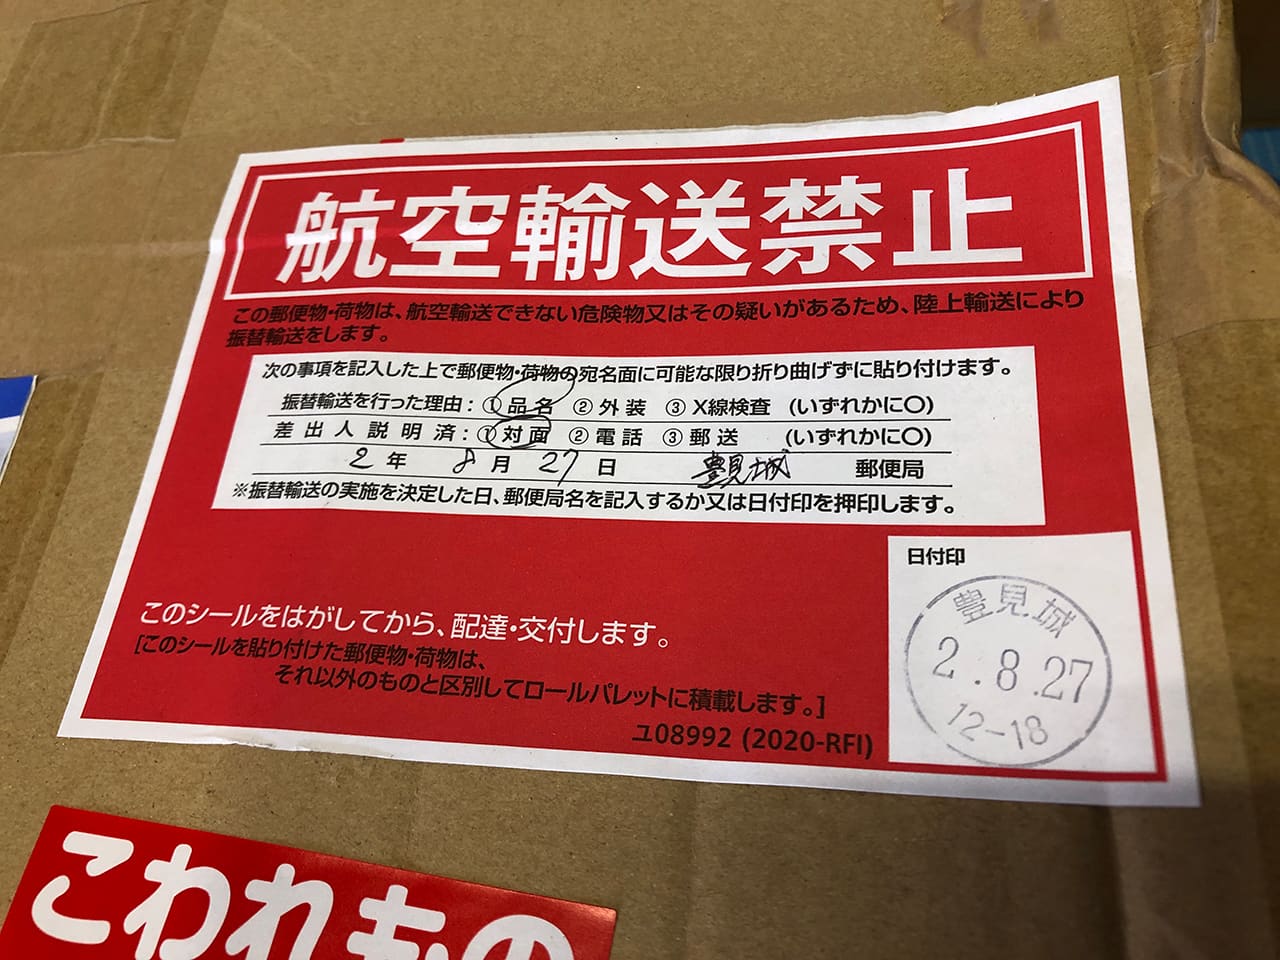 航空輸送禁止
この郵便物・荷物は、航空輸送できない危険物又はその疑いがあるため、陸上輸送により
振替輸送をします。
次の事項を記入した上で郵便物・荷物の宛名面に可能な限り折り曲げずに貼り付けます。
振替輸送を行った理由：①品名 ②外装 ③X線検査 (いずれかに〇)
差出人説明済：①対面 ②電話 ③郵送 (いずれかに〇)
2年 8月 27日 豊見城 郵便局
※振替輸送の実施を決定した日、郵便局名を記入するか又は日付印を押印します。
日付印
豊見城
2.8.27
12-18
このシールをはがしてから、配達・交付します。
[このシールを貼り付けた郵便物・荷物は、
それ以外のものと区別してロールパレットに積載します。]
ユ08992 (2020-RFI)
こわれもの